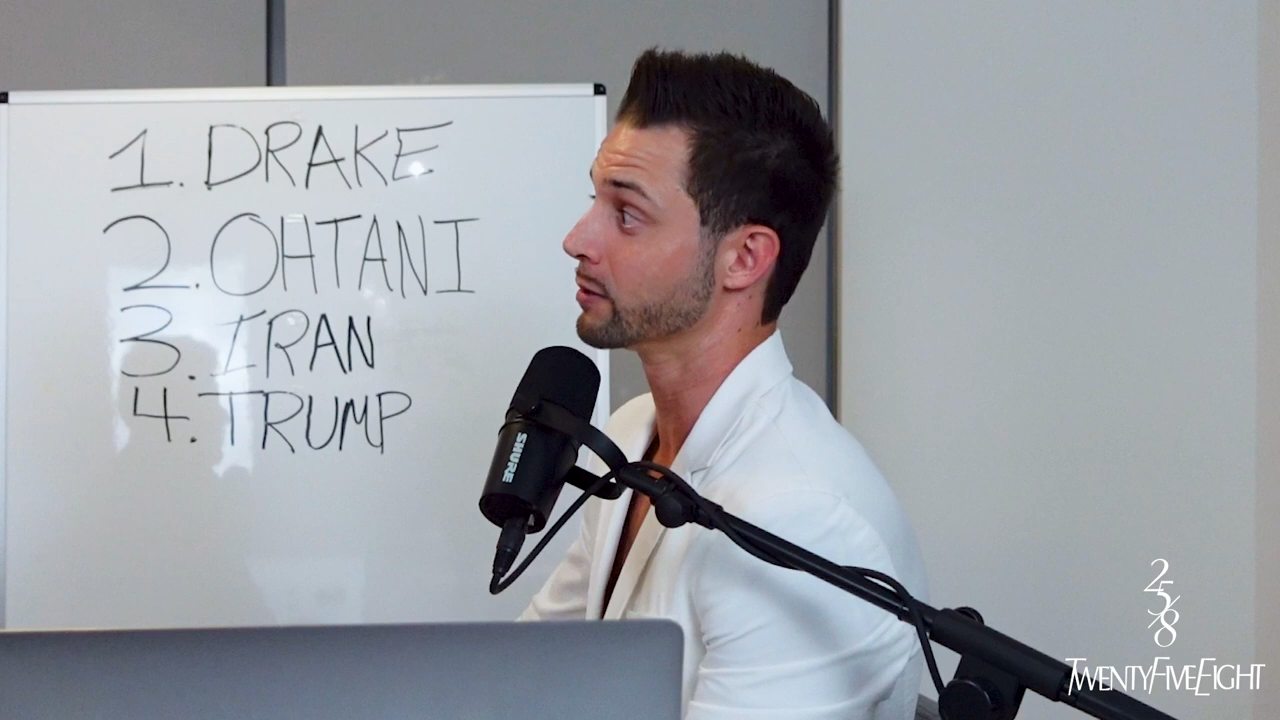 1. DRAKE
2. OHTANI
3. IRAN
4. TRUMP
SHURE
25/8
TWENTYFIVEEIGHT